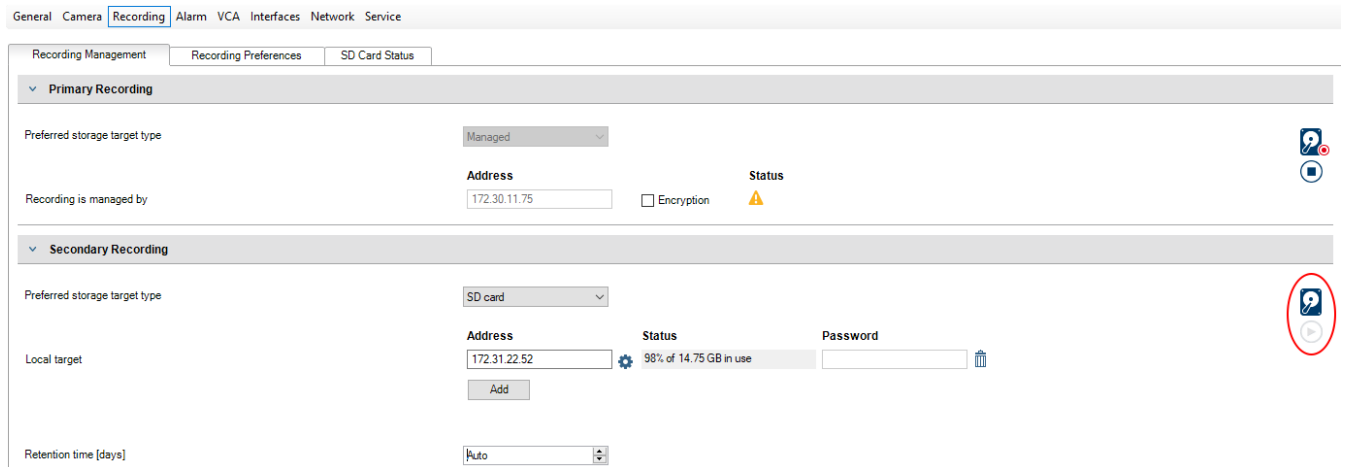 General Camera Recording Alarm VCA Interfaces Network Service
Recording Management Recording Preferences SD Card Status
Primary Recording
Preferred storage target type Managed
Address Status
Recording is managed by 172.30.11.75 Encryption
Secondary Recording
Preferred storage target type SD card
Address Status Password
Local target 172.31.22.52 98% of 14.75 GB in use
Add
Retention time [days] Auto